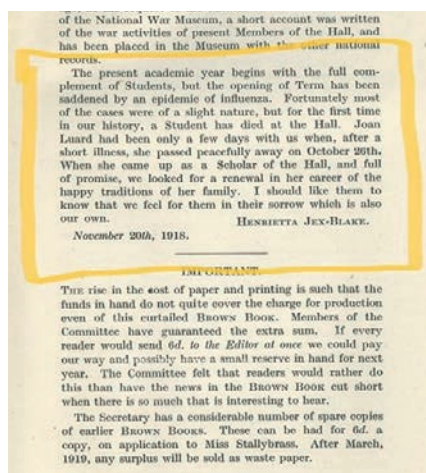 of the National War Museum, a short account was written
of the war activities of present Members of the Hall, and
has been placed in the Museum with the other national
records.
The present academic year begins with the full com-
plement of Students, but the opening of Term has been
saddened by an epidemic of influenza. Fortunately most
of the cases were of a slight nature, but for the first time
in our history, a Student has died at the Hall. Joan
Luard had been only a few days with us when, after a
short illness, she passed peacefully away on October 26th.
When she came up as a Scholar of the Hall, and full
of promise, we looked for a renewal in her career of the
happy traditions of her family. I should like them to
know that we feel for them in their sorrow which is also
our own. HENRIETTA JEX-BLAKE.
November 20th, 1918.
IMPORTANT.
THE rise in the cost of paper and printing is such that the
funds in hand do not quite cover the charge for production
even of this curtailed BROWN BOOK. Members of the
Committee have guaranteed the extra sum. If every
reader would send 6d. to the Editor at once we could pay
our way and possibly have a small reserve in hand for next
year. The Committee felt that readers would rather do
this than have the news in the BROWN BOOK cut short
when there is so much that is interesting to hear.
The Secretary has a considerable number of spare copies
of earlier BROWN BOOKS. These can be had for 6d. a
copy, on application to Miss Stallybrass. After March,
1919, any surplus will be sold as waste paper.